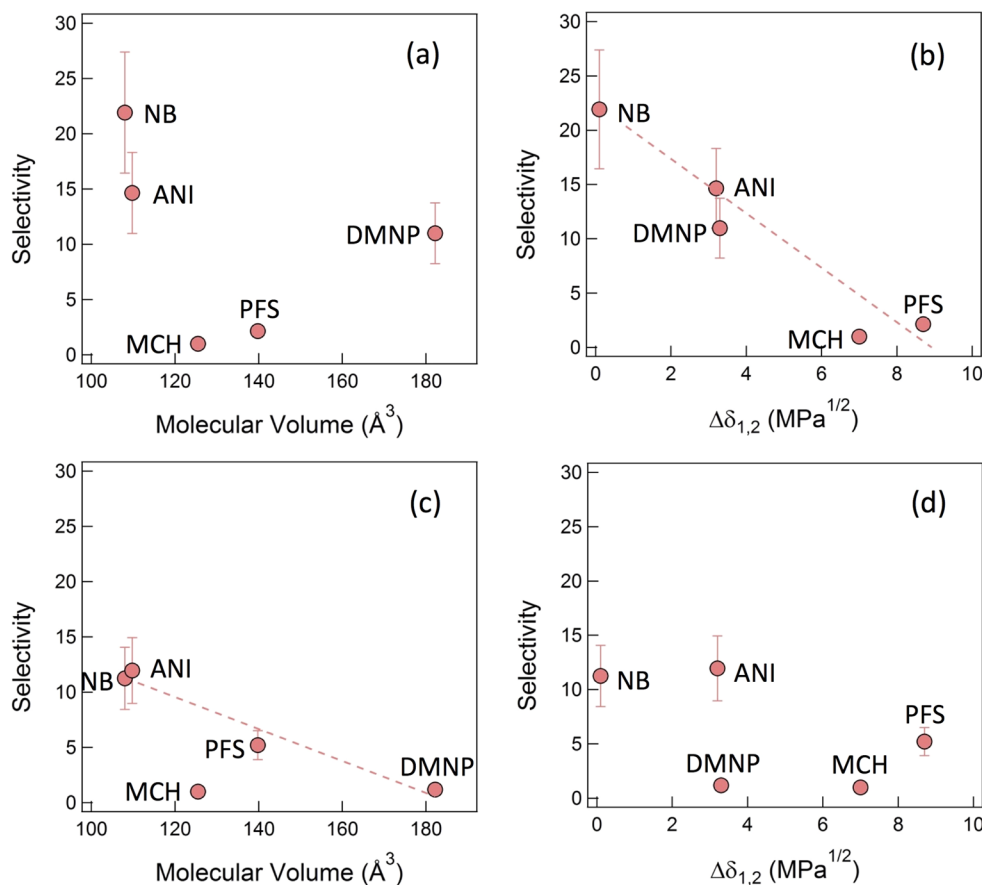 (a)
30
25
20
15
10
5
0
Selectivity
NB
ANI
DMNP
PFS
MCH
100 120 140 160 180
Molecular Volume (Å³)
(b)
30
25
20
15
10
5
0
Selectivity
NB
ANI
DMNP
PFS
MCH
0 2 4 6 8 10
Δδ1,2 (MPa1/2)
(c)
30
25
20
15
10
5
0
Selectivity
NB
ANI
PFS
DMNP
MCH
100 120 140 160 180
Molecular Volume (Å³)
(d)
30
25
20
15
10
5
0
Selectivity
NB
ANI
PFS
DMNP
MCH
0 2 4 6 8 10
Δδ1,2 (MPa1/2)